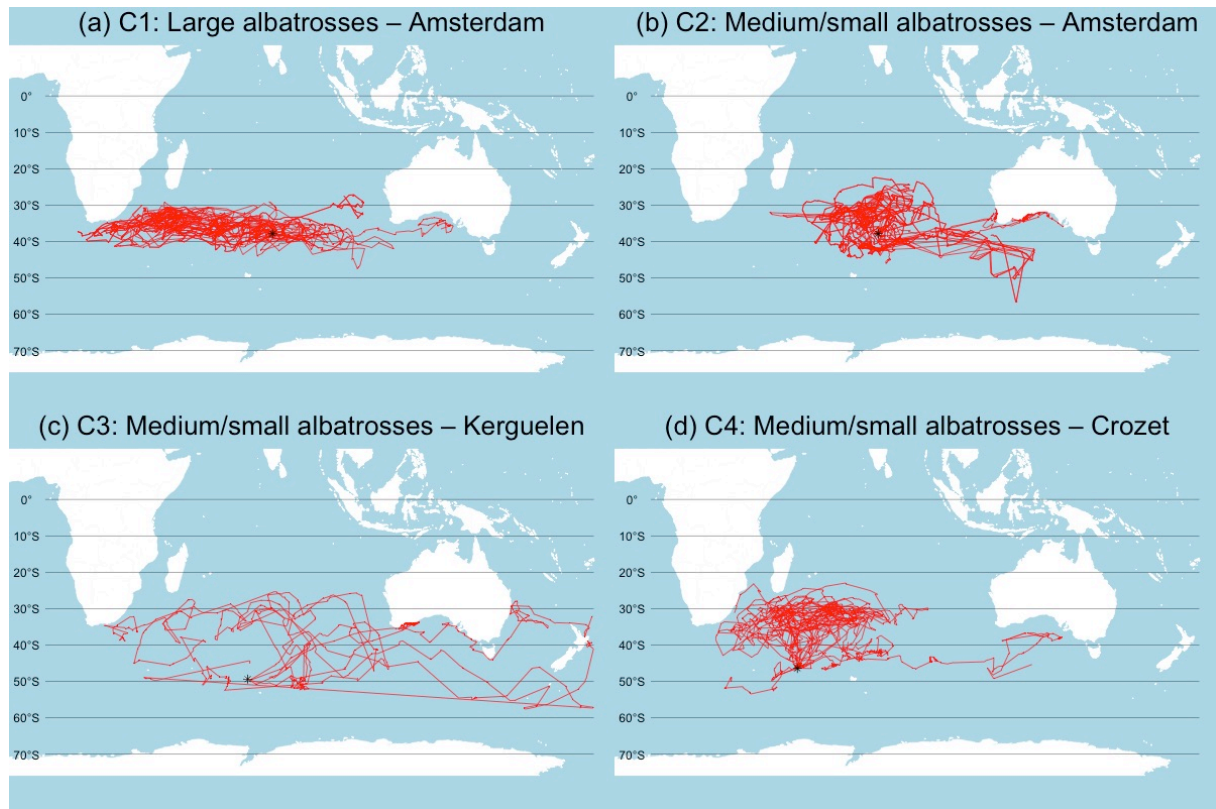 (a) C1: Large albatrosses – Amsterdam
0°
10°S
20°S
30°S
40°S
50°S
60°S
70°S
(b) C2: Medium/small albatrosses – Amsterdam
0°
10°S
20°S
30°S
40°S
50°S
60°S
70°S
(c) C3: Medium/small albatrosses – Kerguelen
0°
10°S
20°S
30°S
40°S
50°S
60°S
70°S
(d) C4: Medium/small albatrosses – Crozet
0°
10°S
20°S
30°S
40°S
50°S
60°S
70°S